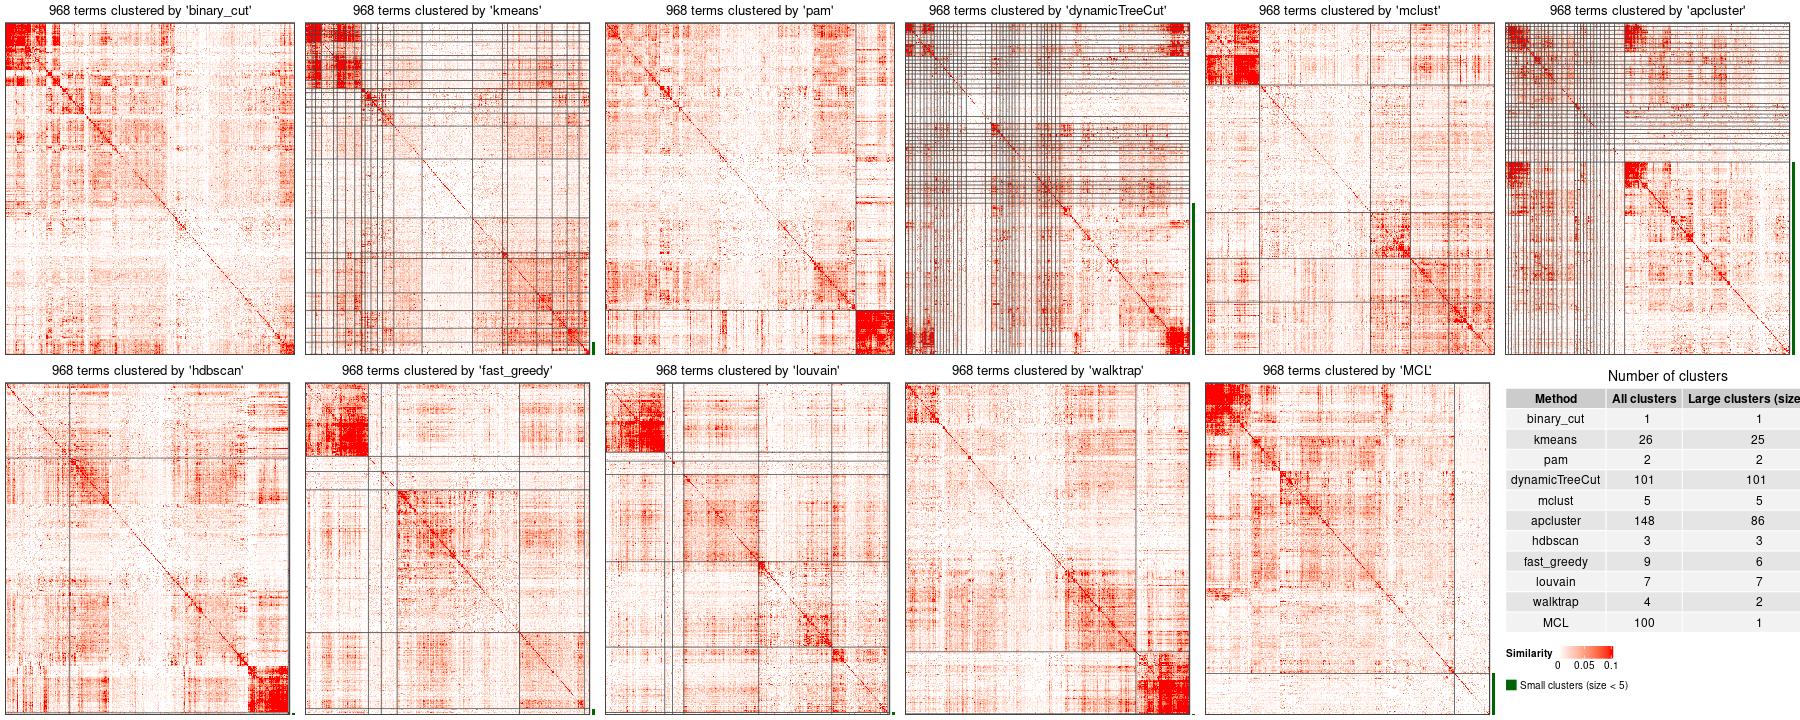 968 terms clustered by 'binary_cut'
968 terms clustered by 'kmeans'
968 terms clustered by 'pam'
968 terms clustered by 'dynamicTreeCut'
968 terms clustered by 'mclust'
968 terms clustered by 'apcluster'
968 terms clustered by 'hdbscan'
968 terms clustered by 'fast_greedy'
968 terms clustered by 'louvain'
968 terms clustered by 'walktrap'
968 terms clustered by 'MCL'
Number of clusters
Method All clusters Large clusters (size
binary_cut 1 1
kmeans 26 25
pam 2 2
dynamicTreeCut 101 101
mclust 5 5
apcluster 148 86
hdbscan 3 3
fast_greedy 9 6
louvain 7 7
walktrap 4 2
MCL 100 1
Similarity
0 0.05 0.1
Small clusters (size < 5)